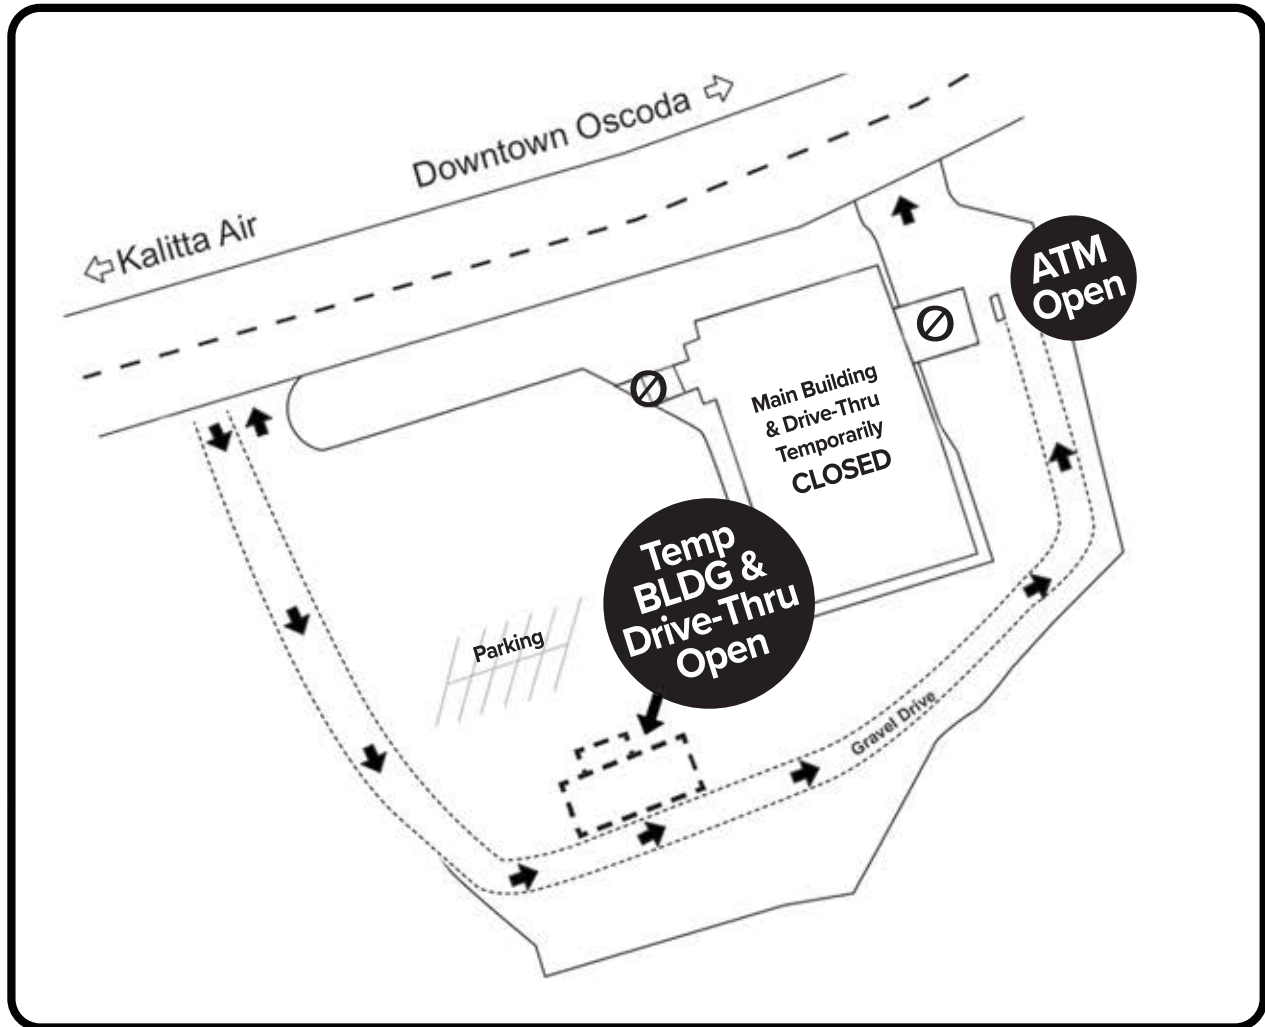 Downtown Oscoda
Kalitta Air
ATM
Open
Main Building
& Drive-Thru
Temporarily
CLOSED
Temp
BLDG &
Drive-Thru
Open
Parking
Gravel Drive